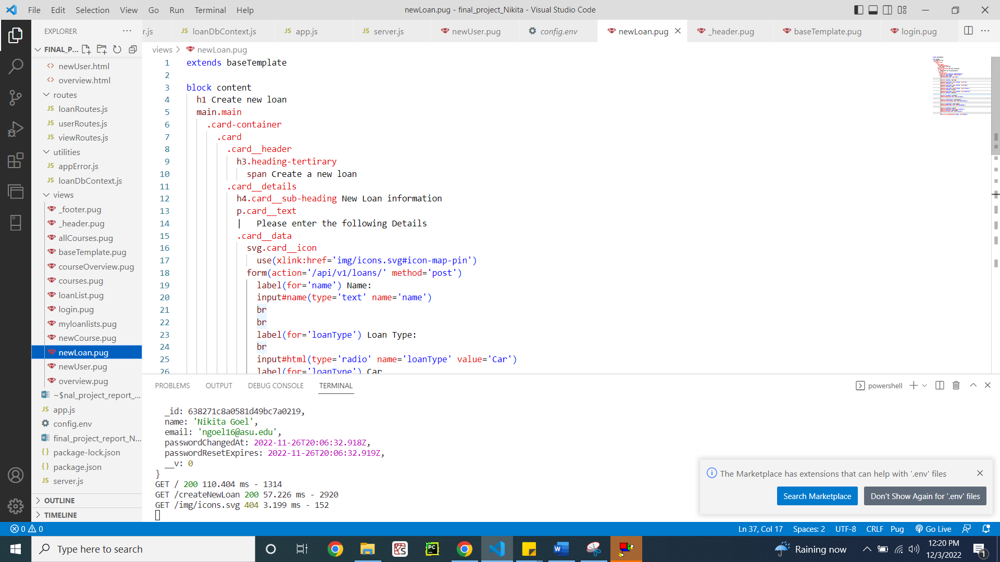 File Edit Selection View Go Run Terminal Help
newLoan.pug - final_project_Nikita - Visual Studio Code
EXPLORER
r.js
JS loanDbContext.js
JS app.js
JS server.js
newUser.pug
config.env
newLoan.pug
_header.pug
baseTemplate.pug
login.pug
FINAL_P...
views > newLoan.pug
<> newUser.html
<> overview.html
routes
JS loanRoutes.js
JS userRoutes.js
JS viewRoutes.js
utilities
JS appError.js
JS loanDbContext.js
views
_footer.pug
_header.pug
allCourses.pug
baseTemplate.pug
courseOverview.pug
courses.pug
loanList.pug
login.pug
myloanlists.pug
newCourse.pug
newLoan.pug
newUser.pug
overview.pug
~$nal_project_report_...
JS app.js
config.env
final_project_report_N...
{} package-lock.json
{} package.json
JS server.js
OUTLINE
TIMELINE
1 extends baseTemplate
2
3 block content
4 h1 Create new loan
5 main.main
6 .card-container
7 .card
8 .card__header
9 h3.heading-tertirary
10 span Create a new loan
11 .card__details
12 h4.card__sub-heading New Loan information
13 p.card__text
14 | Please enter the following Details
15 .card__data
16 svg.card__icon
17 use(xlink:href='img/icons.svg#icon-map-pin')
18 form(action='/api/v1/loans/' method='post')
19 label(for='name') Name:
20 input#name(type='text' name='name')
21 br
22 br
23 label(for='loanType') Loan Type:
24 br
25 input#html(type='radio' name='loanType' value='Car')
26 label(for='loanType') Car
PROBLEMS OUTPUT DEBUG CONSOLE TERMINAL
powershell
_id: 638271c8a0581d49bc7a0219,
name: 'Nikita Goel',
email: 'ngoel16@asu.edu',
passwordChangedAt: 2022-11-26T20:06:32.918Z,
passwordResetExpires: 2022-11-26T20:06:32.919Z,
__v: 0
}
GET / 200 110.404 ms - 1314
GET /createNewLoan 200 57.226 ms - 2920
GET /img/icons.svg 404 3.199 ms - 152
The Marketplace has extensions that can help with '.env' files
Search Marketplace
Don't Show Again for '.env' files
0 0
Ln 37, Col 17 Spaces: 2 UTF-8 CRLF Pug Go Live
Type here to search
PC
Raining now
12:20 PM
12/3/2022
1